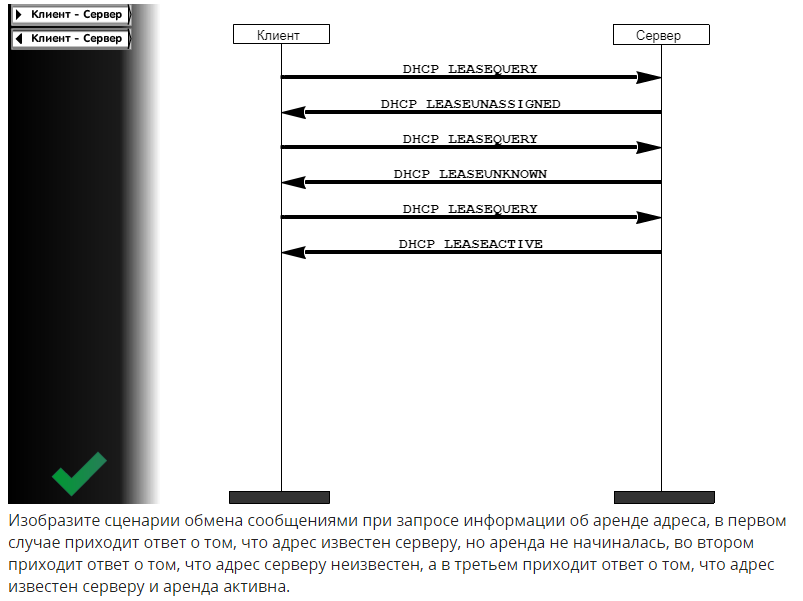 Клиент - Сервер
Клиент - Сервер
Клиент
Сервер
DHCP LEASEQUERY
DHCP LEASEUNASSIGNED
DHCP LEASEQUERY
DHCP LEASEUNKNOWN
DHCP LEASEQUERY
DHCP LEASEACTIVE
Изобразите сценарии обмена сообщениями при запросе информации об аренде адреса, в первом
случае приходит ответ о том, что адрес известен серверу, но аренда не начиналась, во втором
приходит ответ о том, что адрес серверу неизвестен, а в третьем приходит ответ о том, что адрес
известен серверу и аренда активна.